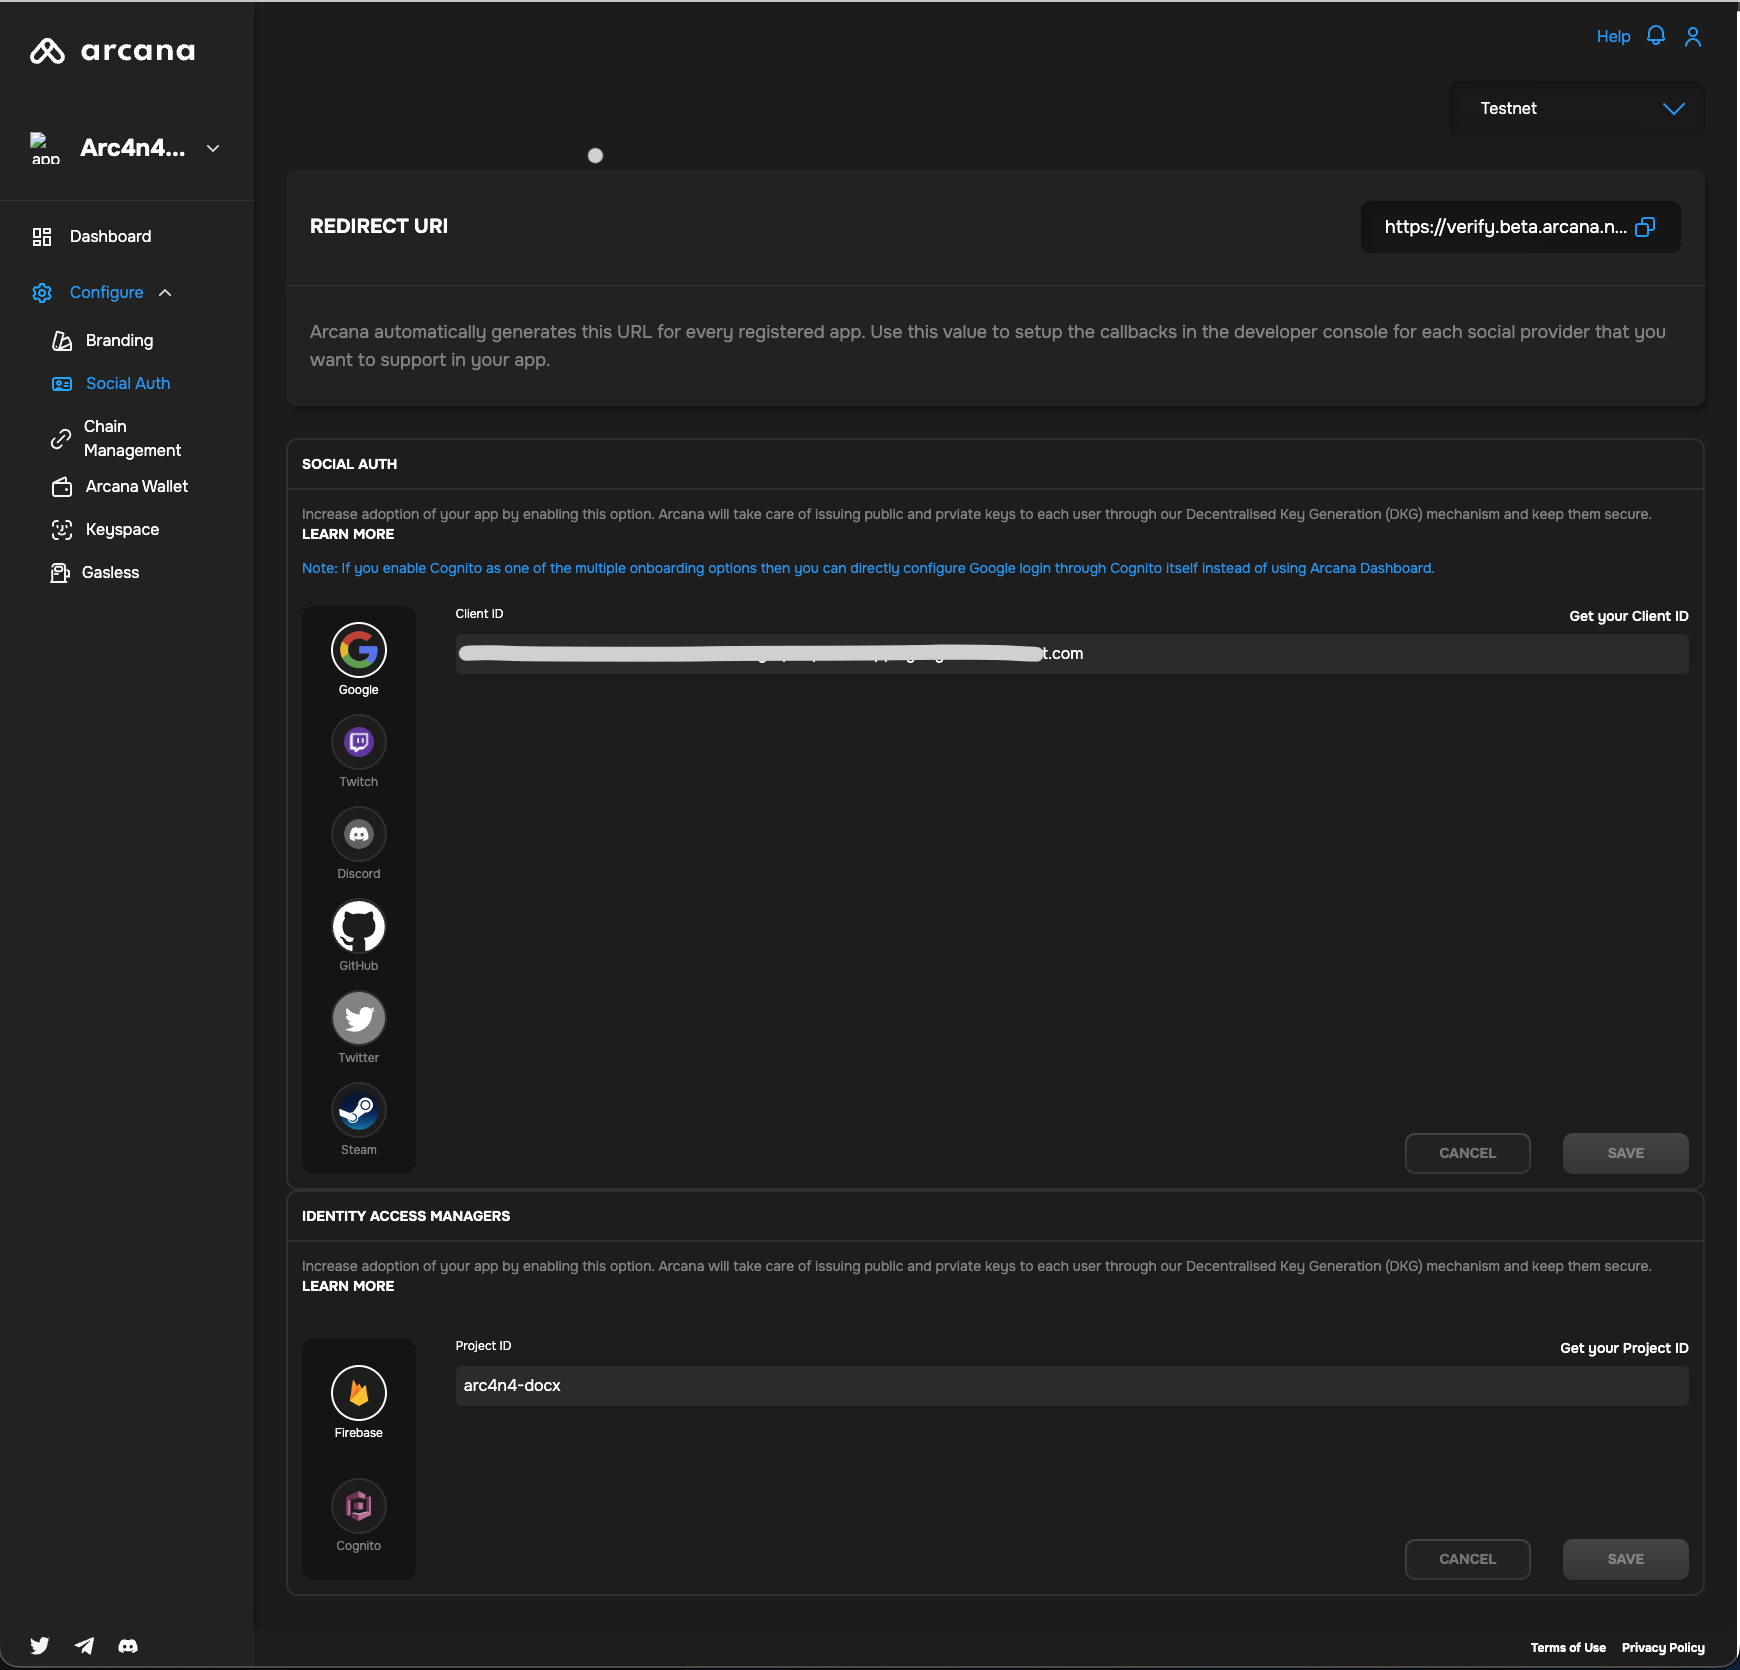 arcana
Help
Testnet
app
Arc4n4...
REDIRECT URI
https://verify.beta.arcana.n...
Arcana automatically generates this URL for every registered app. Use this value to setup the callbacks in the developer console for each social provider that you
want to support in your app.
Dashboard
Configure
Branding
Social Auth
Chain
Management
Arcana Wallet
Keyspace
Gasless
SOCIAL AUTH
Increase adoption of your app by enabling this option. Arcana will take care of issuing public and prviate keys to each user through our Decentralised Key Generation (DKG) mechanism and keep them secure.
LEARN MORE
Note: If you enable Cognito as one of the multiple onboarding options then you can directly configure Google login through Cognito itself instead of using Arcana Dashboard.
Client ID
Get your Client ID
t.com
Google
Twitch
Discord
GitHub
Twitter
Steam
CANCEL
SAVE
IDENTITY ACCESS MANAGERS
Increase adoption of your app by enabling this option. Arcana will take care of issuing public and prviate keys to each user through our Decentralised Key Generation (DKG) mechanism and keep them secure.
LEARN MORE
Project ID
Get your Project ID
arc4n4-docx
Firebase
Cognito
CANCEL
SAVE
Terms of Use
Privacy Policy